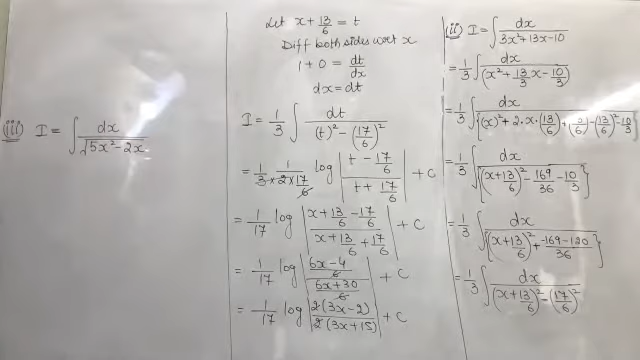 (iii) I = ∫ dx / √5x²-2x
Let x + 13/6 = t
Diff both sides wrt x
1 + 0 = dt/dx
dx = dt
I = 1/3 ∫ dt / (t)² - (17/6)²
= 1/3 × 1/2×17/6 log | t - 17/6 / t + 17/6 | + C
= 1/17 log | x + 13/6 - 17/6 / x + 13/6 + 17/6 | + C
= 1/17 log | 6x-4/6 / 6x+30/6 | + C
= 1/17 log | 2(3x-2) / 2(3x+15) | + C
(ii) I = ∫ dx / 3x²+13x-10
= 1/3 ∫ dx / (x² + 13/3 x - 10/3)
= 1/3 ∫ dx / {(x)² + 2·x·(13/6) + ( /6)² - (13/6)² - 10/3}
= 1/3 ∫ dx / {(x+13/6)² - 169/36 - 10/3}
= 1/3 ∫ dx / {(x+13/6)² + -169-120/36}
= 1/3 ∫ dx / (x+13/6)² - (17/6)²